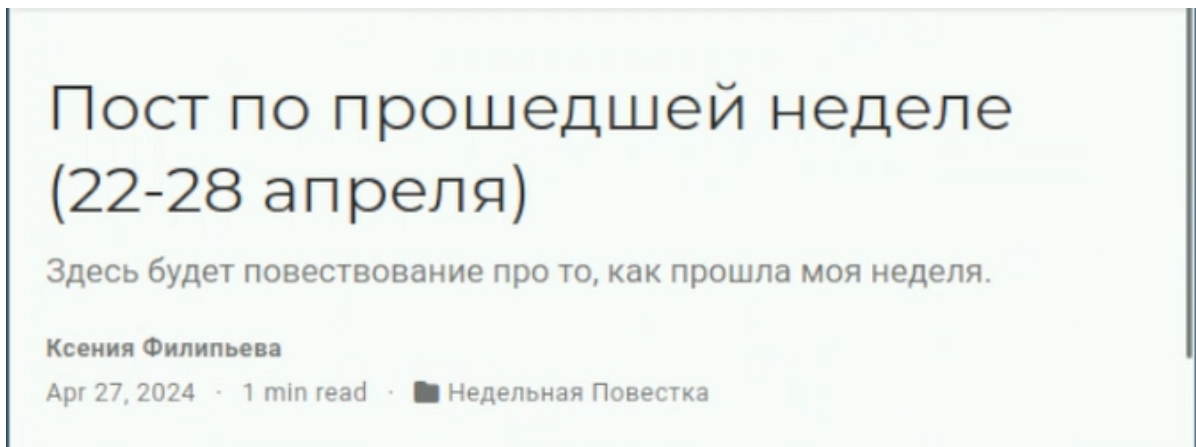 Пост по прошедшей неделе
(22-28 апреля)
Здесь будет повествование про то, как прошла моя неделя.
Ксения Филипьева
Apr 27, 2024 · 1 min read · Недельная Повестка